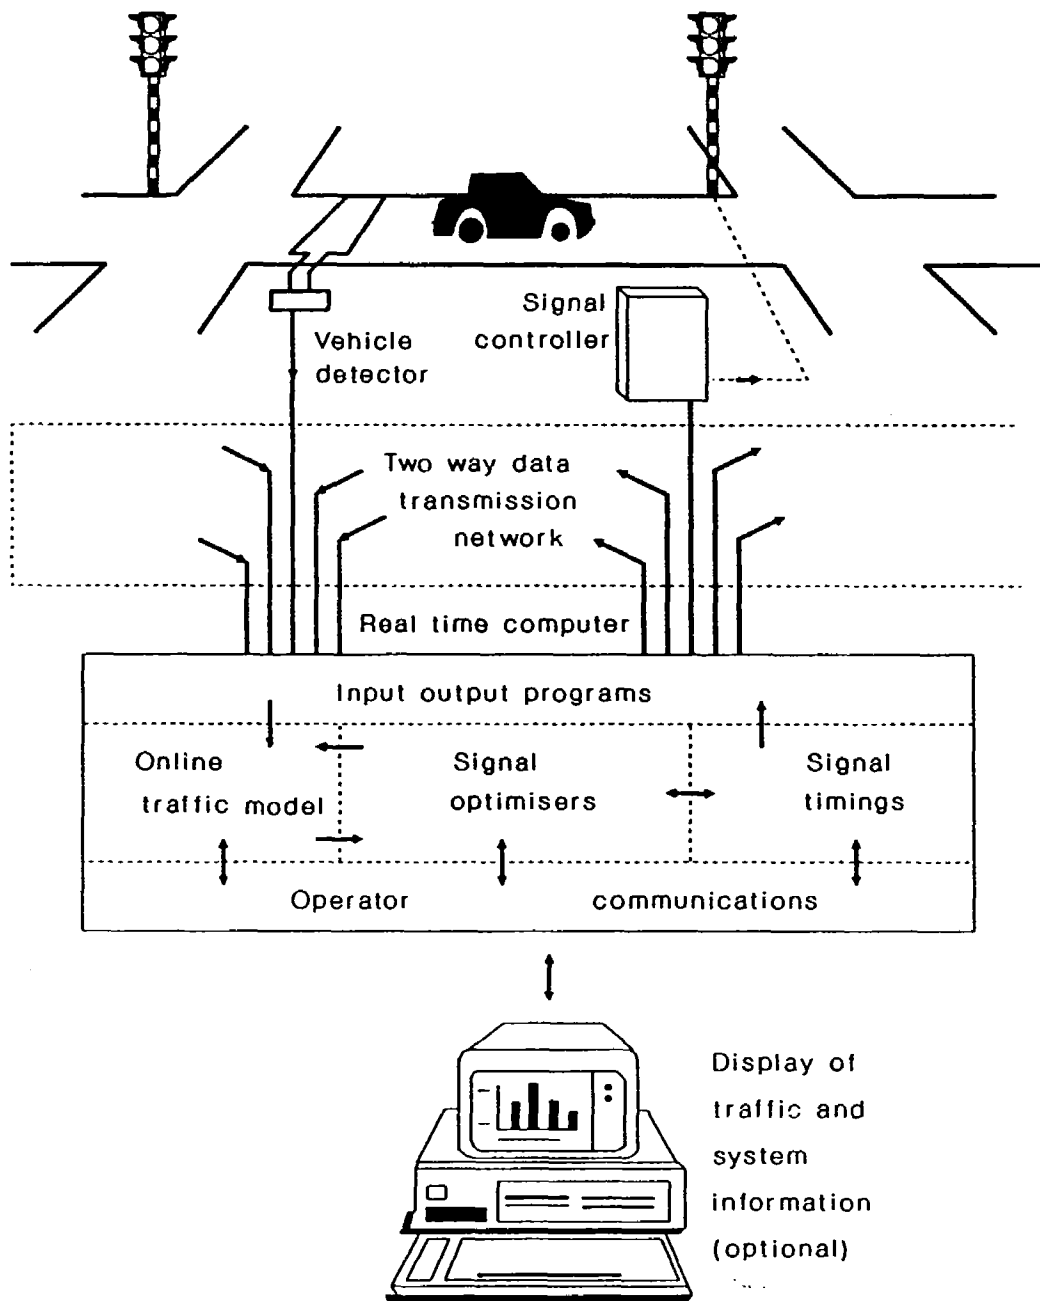 Signal
controller
Vehicle
detector
Two way data
transmission
network
Real time computer
Input output programs
Online
traffic model
Signal
optimisers
Signal
timings
Operator communications
Display of
traffic and
system
information
(optional)